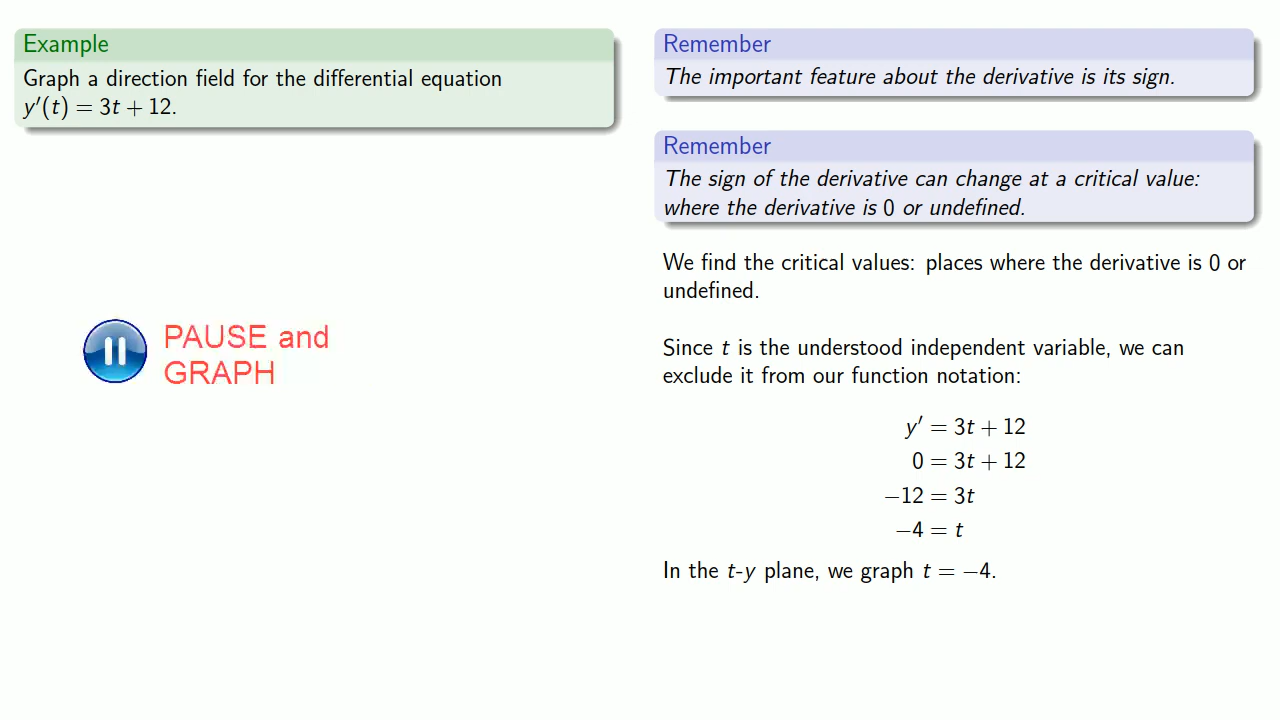 Example
Graph a direction field for the differential equation
y′(t) = 3t + 12.
PAUSE and
GRAPH
Remember
The important feature about the derivative is its sign.
Remember
The sign of the derivative can change at a critical value:
where the derivative is 0 or undefined.
We find the critical values: places where the derivative is 0 or
undefined.
Since t is the understood independent variable, we can
exclude it from our function notation:
y′ = 3t + 12
0 = 3t + 12
−12 = 3t
−4 = t
In the t-y plane, we graph t = −4.